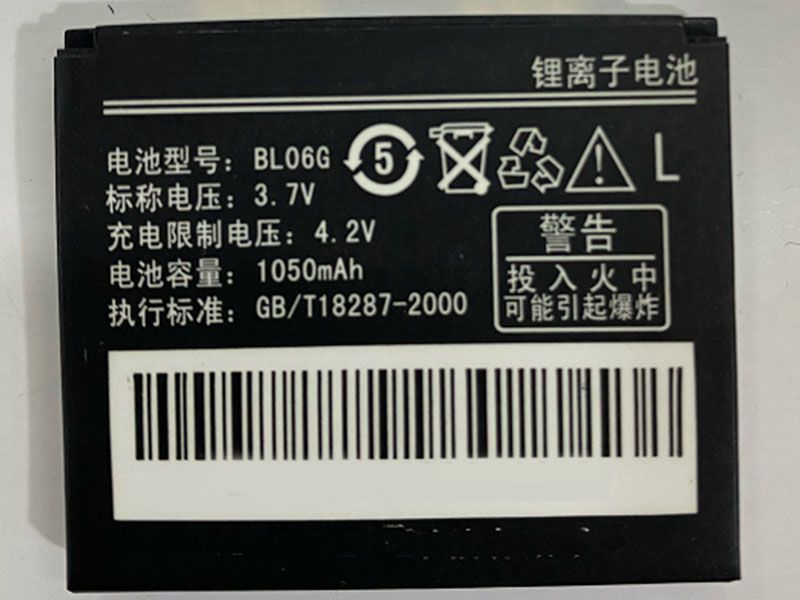 锂离子电池
电池型号：BL06G
5
L
标称电压：3.7V
充电限制电压：4.2V
电池容量：1050mAh
执行标准：GB/T18287-2000
警告
投入火中
可能引起爆炸